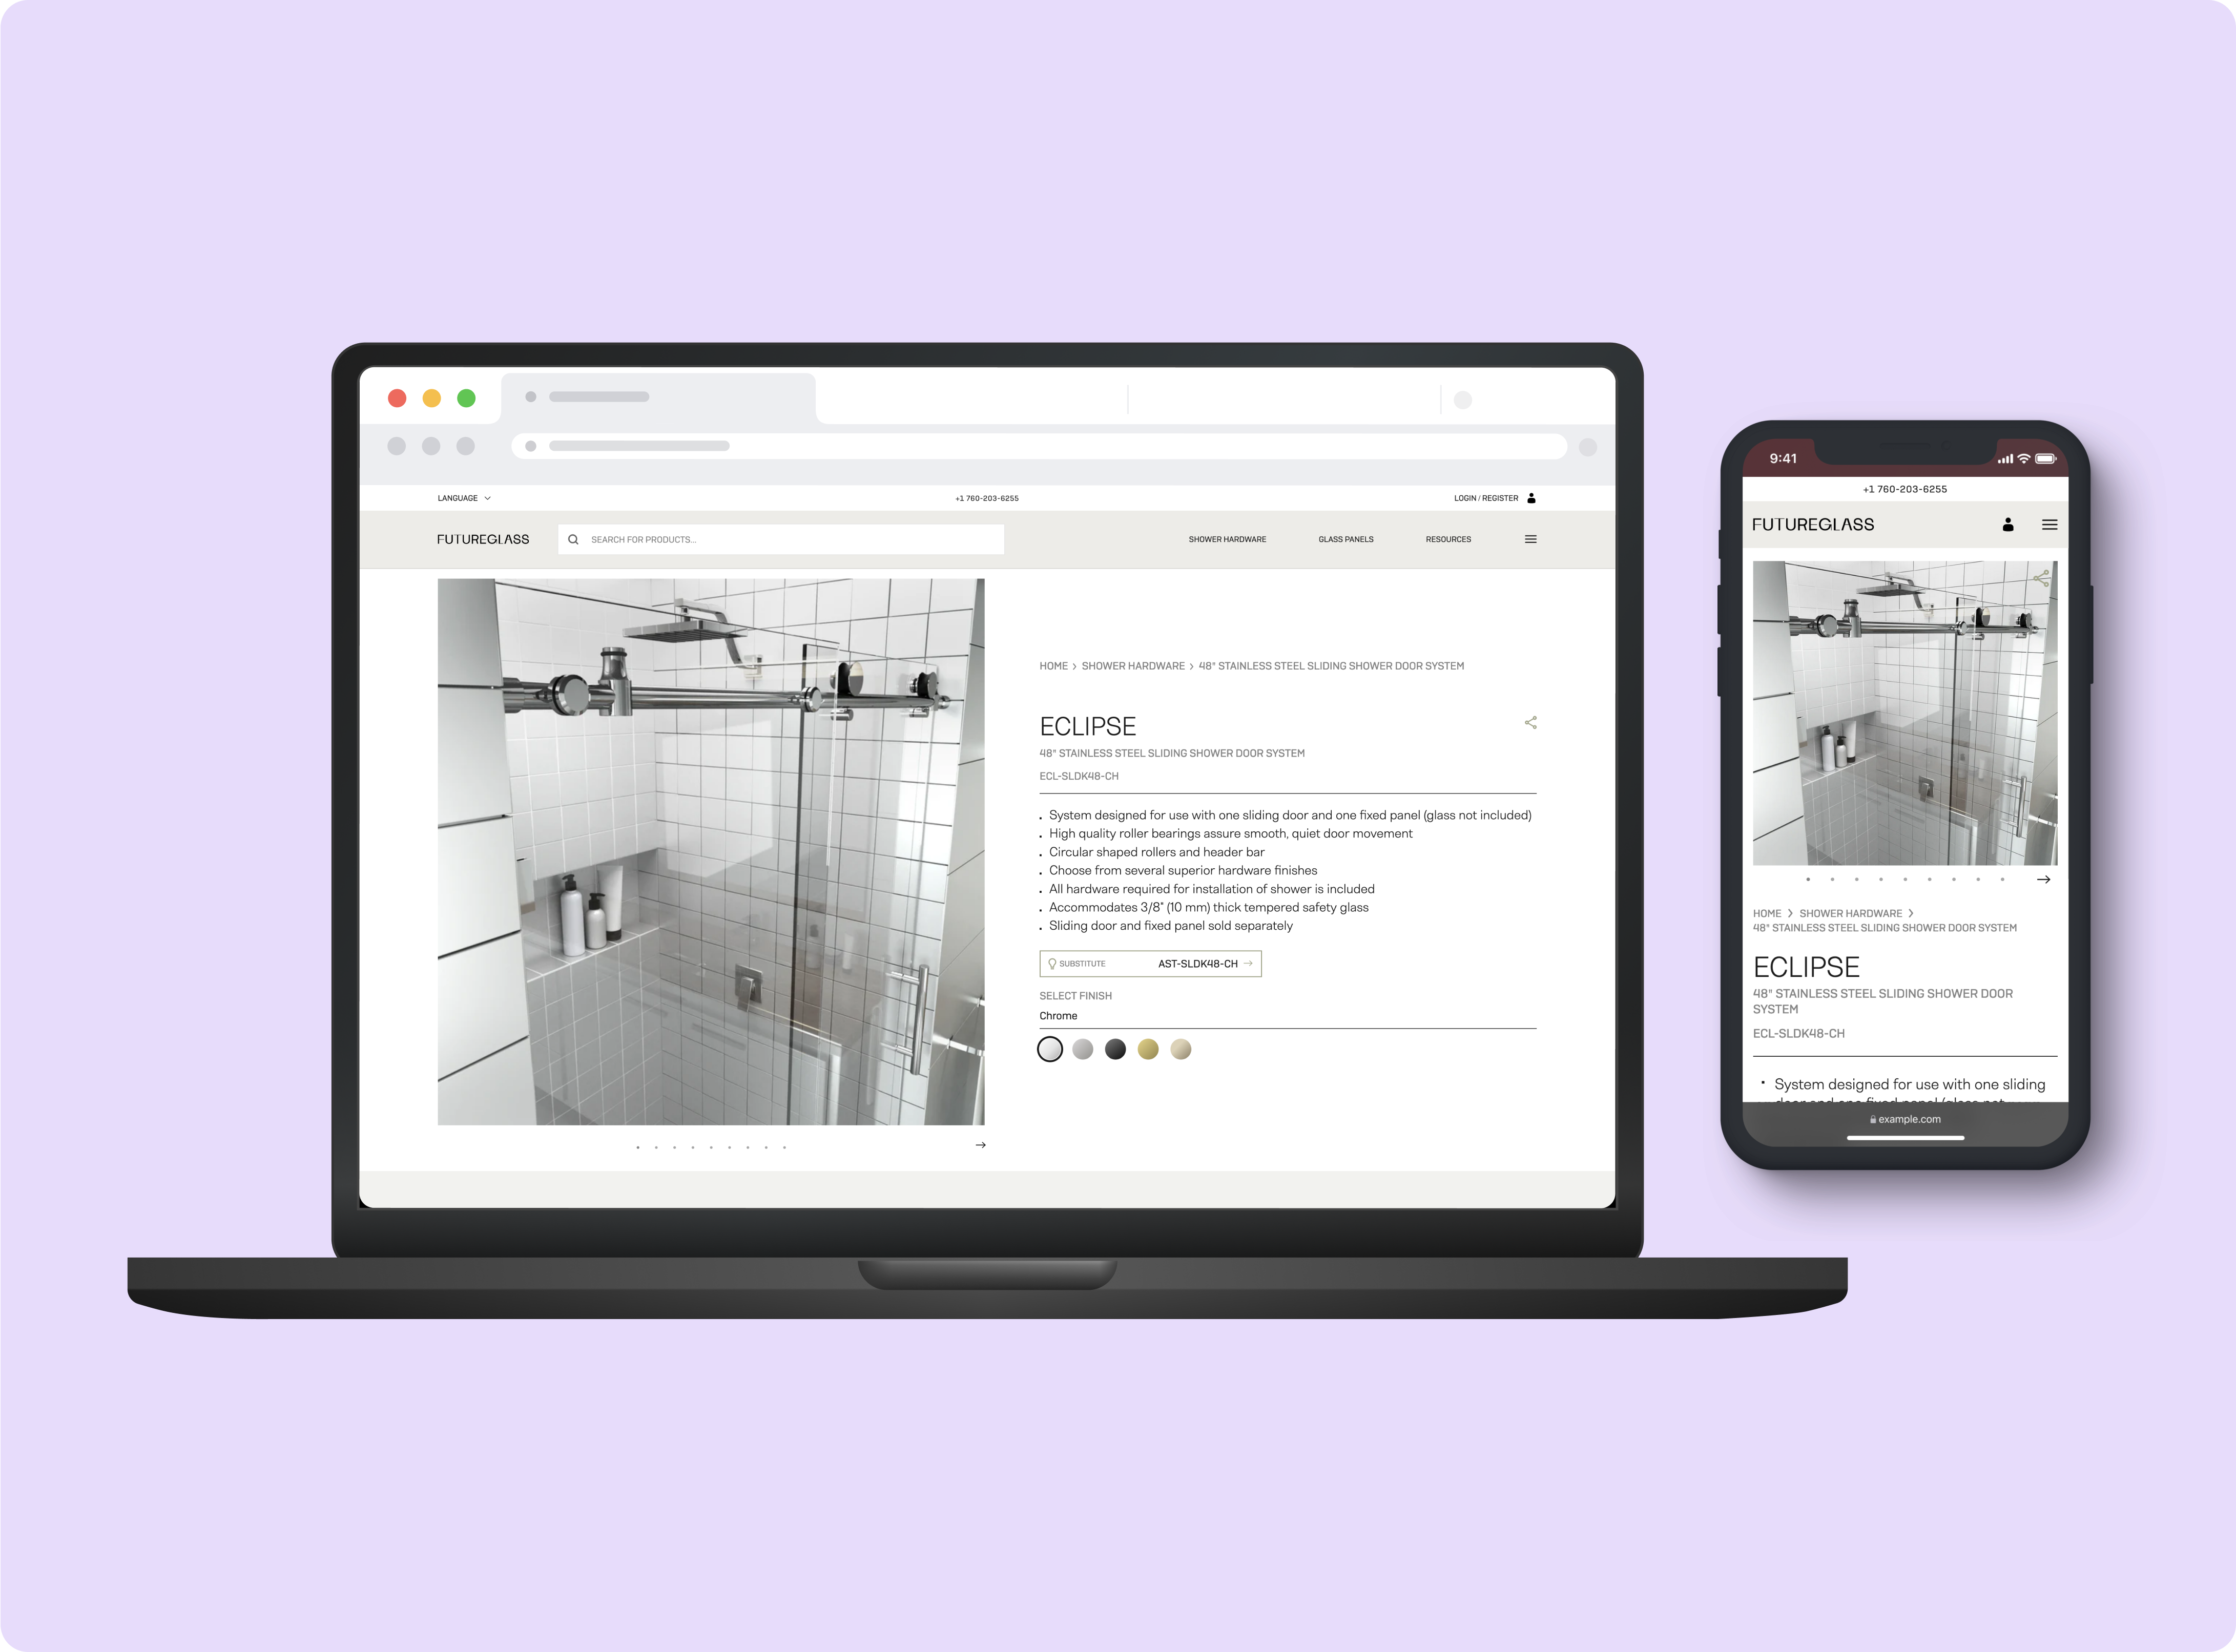 LANGUAGE
+1 760-203-6255
LOGIN / REGISTER
FUTUREGLASS
SEARCH FOR PRODUCTS...
SHOWER HARDWARE
GLASS PANELS
RESOURCES
HOME > SHOWER HARDWARE > 48" STAINLESS STEEL SLIDING SHOWER DOOR SYSTEM
ECLIPSE
48" STAINLESS STEEL SLIDING SHOWER DOOR SYSTEM
ECL-SLDK48-CH
• System designed for use with one sliding door and one fixed panel (glass not included)
• High quality roller bearings assure smooth, quiet door movement
• Circular shaped rollers and header bar
• Choose from several superior hardware finishes
• All hardware required for installation of shower is included
• Accommodates 3/8" (10 mm) thick tempered safety glass
• Sliding door and fixed panel sold separately
SUBSTITUTE AST-SLDK48-CH →
SELECT FINISH
Chrome
9:41
+1 760-203-6255
FUTUREGLASS
HOME > SHOWER HARDWARE >
48" STAINLESS STEEL SLIDING SHOWER DOOR SYSTEM
ECLIPSE
48" STAINLESS STEEL SLIDING SHOWER DOOR
SYSTEM
ECL-SLDK48-CH
• System designed for use with one sliding
door and one fixed panel (glass not
example.com